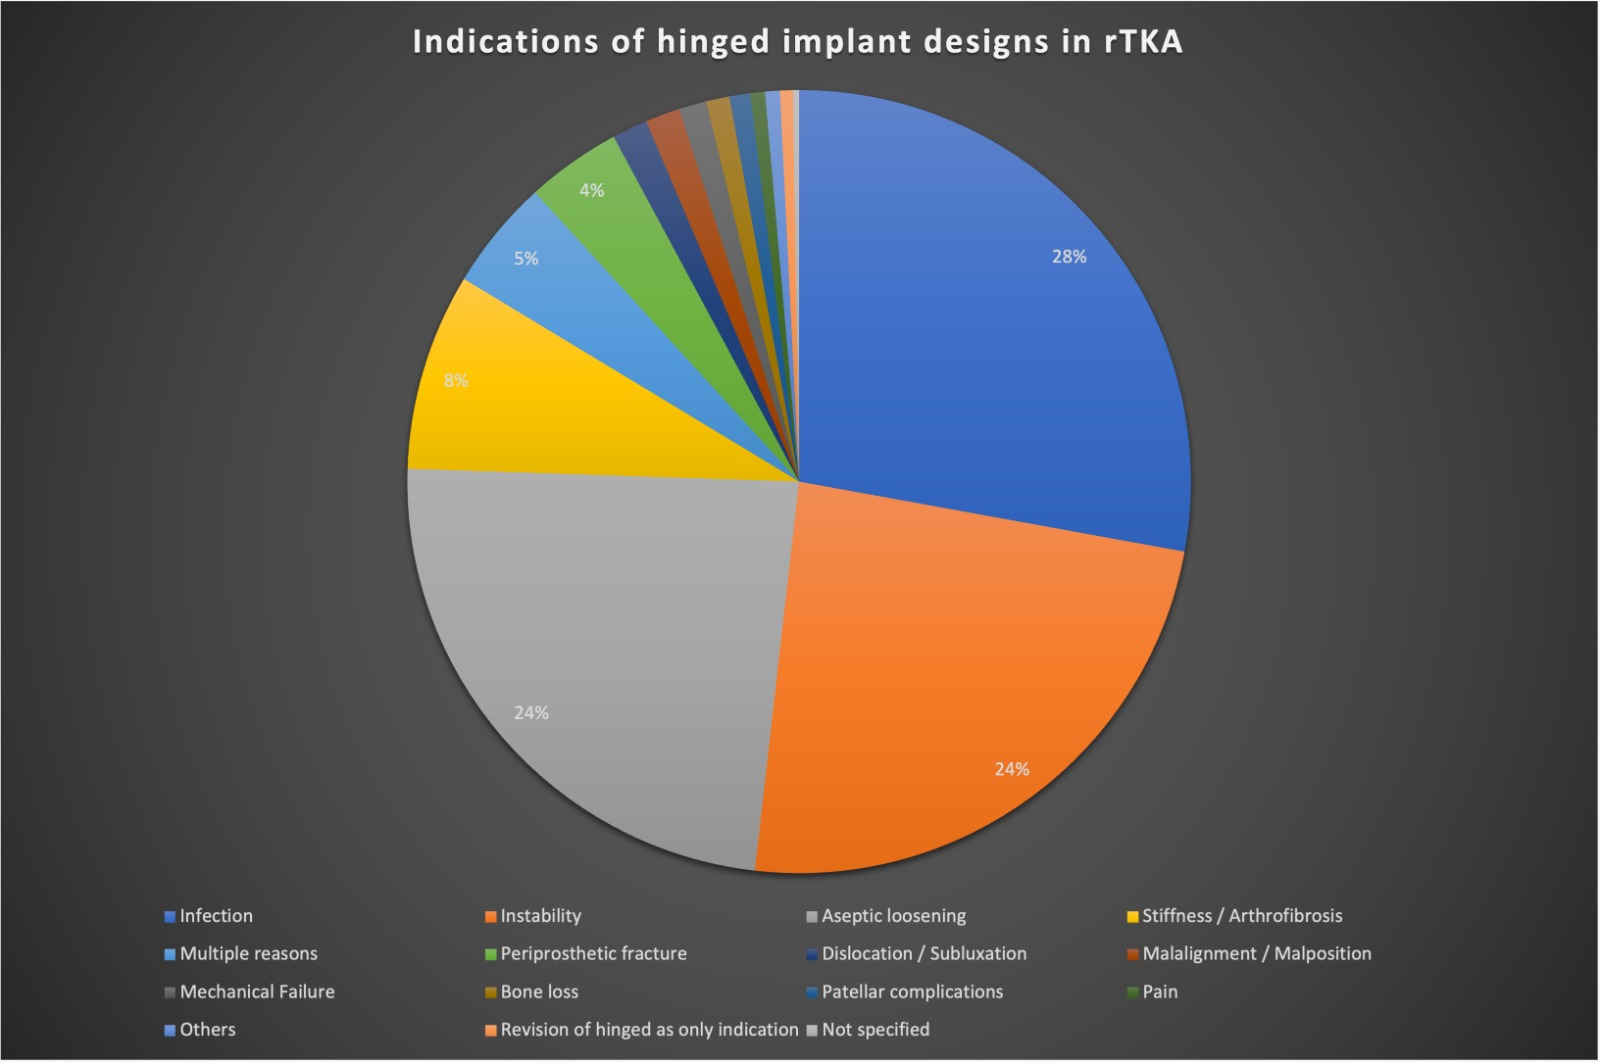 Indications of hinged implant designs in rTKA
4%
28%
5%
8%
24%
24%
Infection Instability Aseptic loosening Stiffness / Arthrofibrosis
Multiple reasons Periprosthetic fracture Dislocation / Subluxation Malalignment / Malposition
Mechanical Failure Bone loss Patellar complications Pain
Others Revision of hinged as only indication Not specified